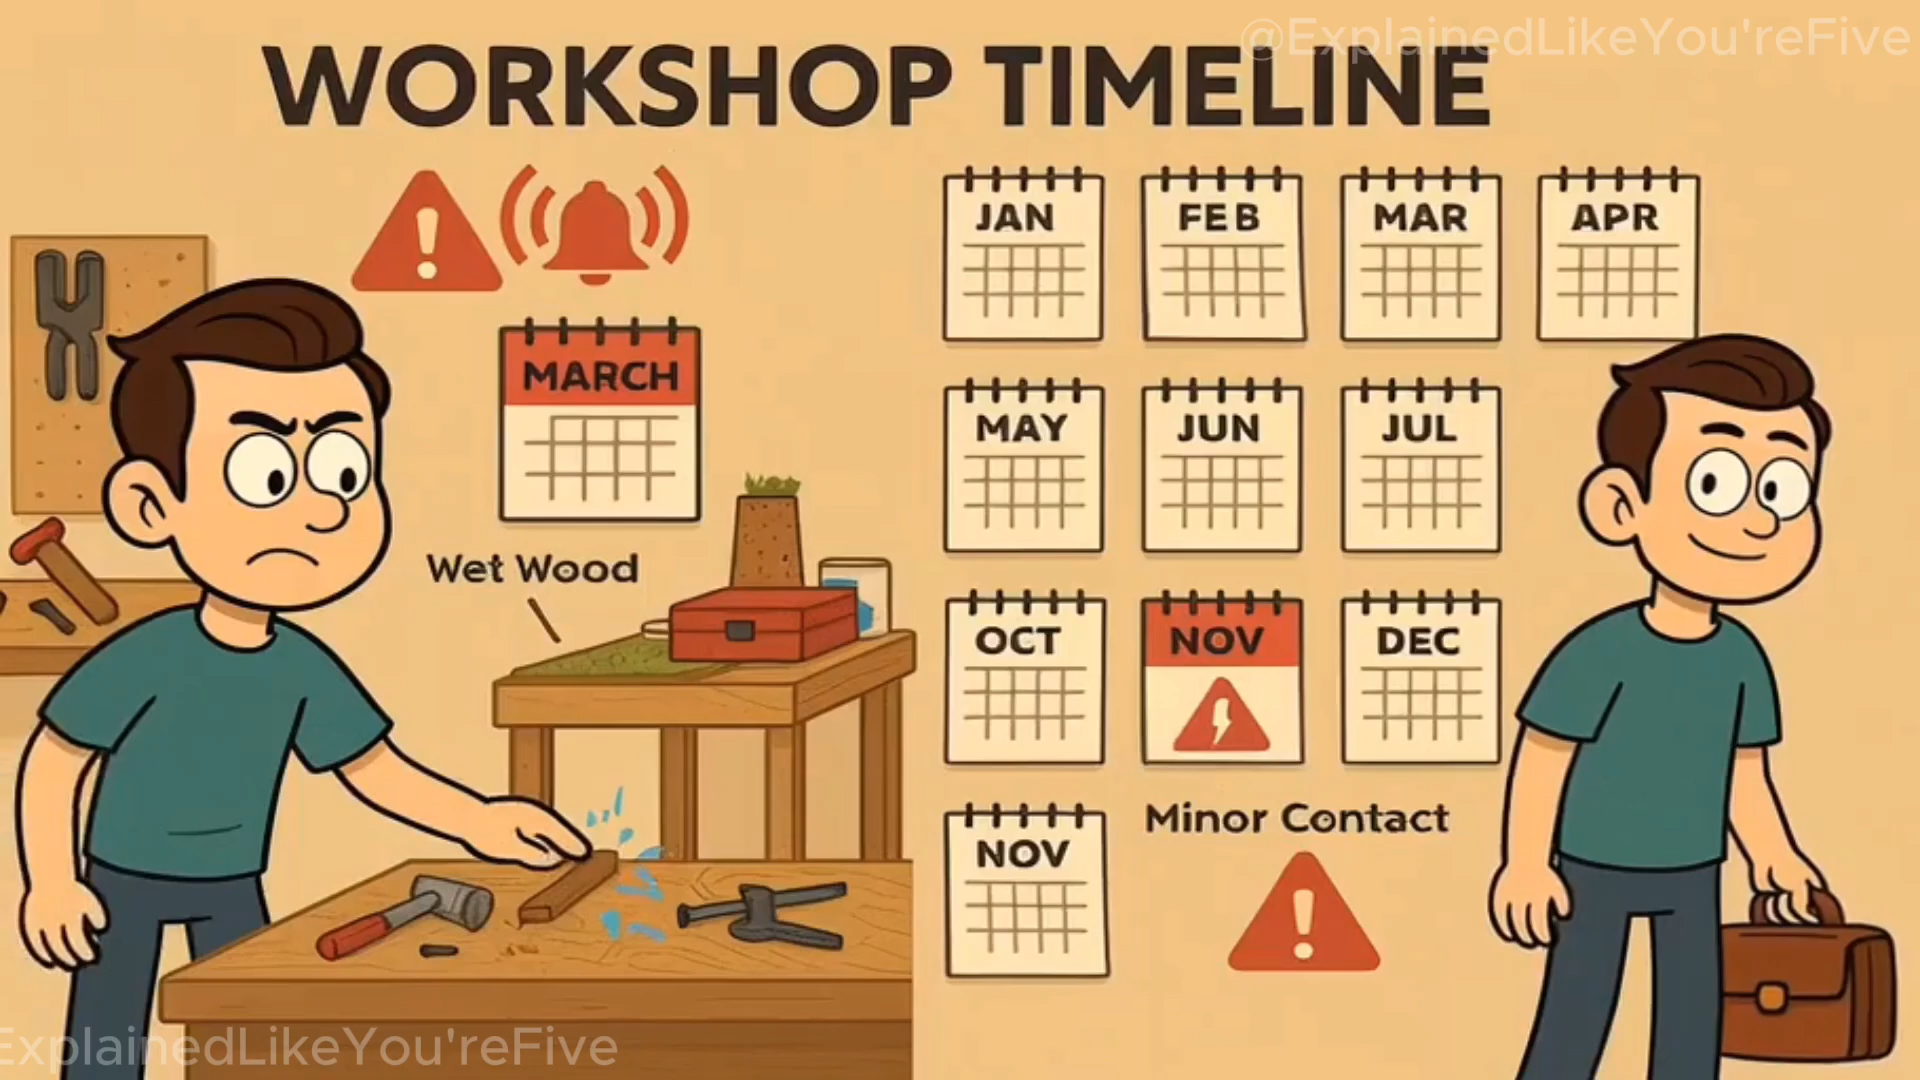 @ExplainedLikeYou'reFive
WORKSHOP TIMELINE
MARCH
Wet Wood
JAN
FEB
MAR
APR
MAY
JUN
JUL
OCT
NOV
DEC
NOV
Minor Contact
ExplainedLikeYou'reFive